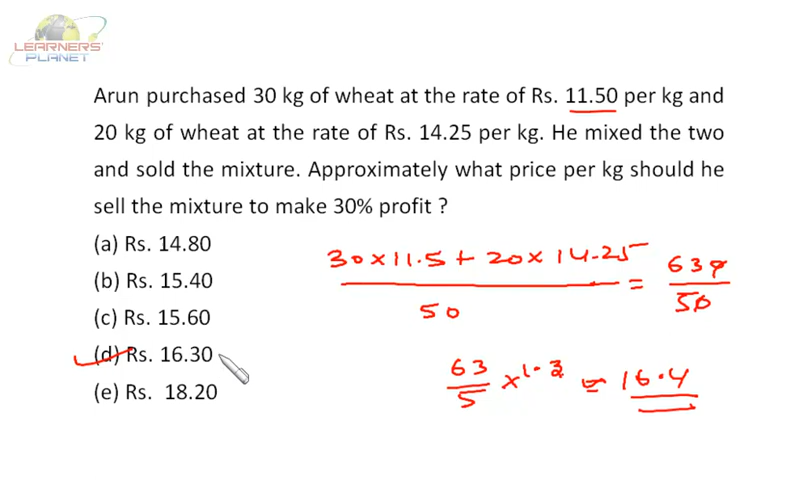 LEARNERS'
PLANET
Arun purchased 30 kg of wheat at the rate of Rs. 11.50 per kg and
20 kg of wheat at the rate of Rs. 14.25 per kg. He mixed the two
and sold the mixture. Approximately what price per kg should he
sell the mixture to make 30% profit ?
(a) Rs. 14.80
(b) Rs. 15.40
(c) Rs. 15.60
(d) Rs. 16.30
(e) Rs. 18.20
30×11.5 + 20×14.25
50
= 630
50
63
5
×1.3 = 16.4